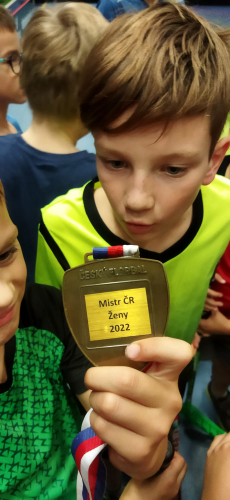 ČESKÝ FLORBAL
Mistr ČR
Ženy
2022